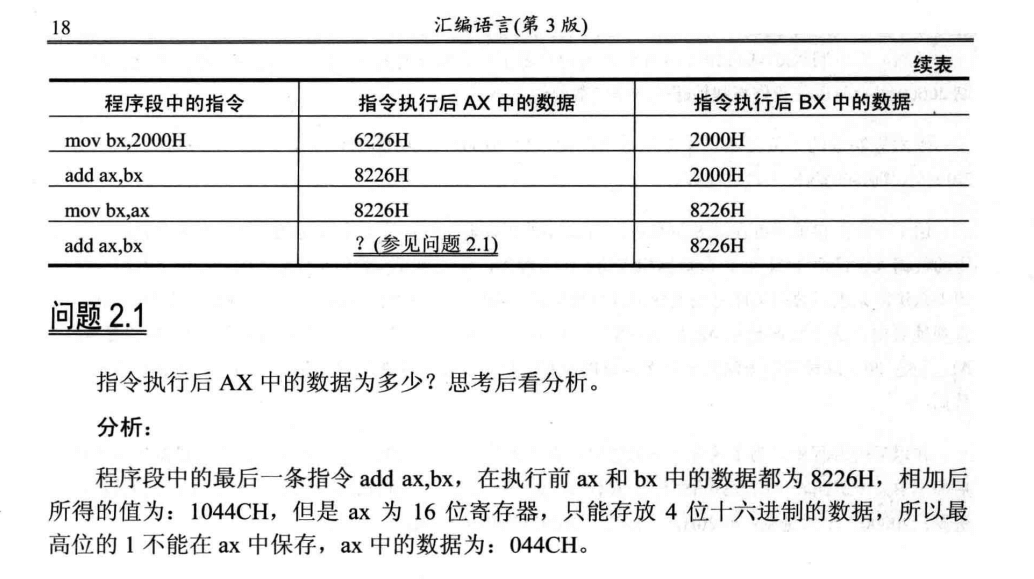 18
汇编语言(第 3 版)
续表
程序段中的指令 指令执行后 AX 中的数据 指令执行后 BX 中的数据
mov bx,2000H 6226H 2000H
add ax,bx 8226H 2000H
mov bx,ax 8226H 8226H
add ax,bx ？(参见问题 2.1) 8226H
问题 2.1
指令执行后 AX 中的数据为多少？思考后看分析。
分析：
程序段中的最后一条指令 add ax,bx，在执行前 ax 和 bx 中的数据都为 8226H，相加后
所得的值为：1044CH，但是 ax 为 16 位寄存器，只能存放 4 位十六进制的数据，所以最
高位的 1 不能在 ax 中保存，ax 中的数据为：044CH。